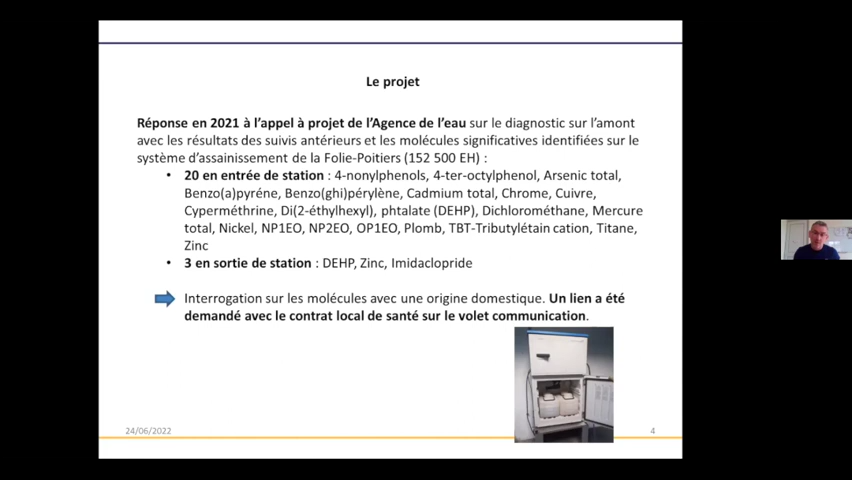 Le projet
Réponse en 2021 à l'appel à projet de l'Agence de l'eau sur le diagnostic sur l'amont
avec les résultats des suivis antérieurs et les molécules significatives identifiées sur le
système d'assainissement de la Folie-Poitiers (152 500 EH) :
• 20 en entrée de station : 4-nonylphenols, 4-ter-octylphenol, Arsenic total,
Benzo(a)pyréne, Benzo(ghi)pérylène, Cadmium total, Chrome, Cuivre,
Cyperméthrine, Di(2-éthylhexyl), phtalate (DEHP), Dichlorométhane, Mercure
total, Nickel, NP1EO, NP2EO, OP1EO, Plomb, TBT-Tributylétain cation, Titane,
Zinc
• 3 en sortie de station : DEHP, Zinc, Imidaclopride
Interrogation sur les molécules avec une origine domestique. Un lien a été
demandé avec le contrat local de santé sur le volet communication.
24/06/2022
4